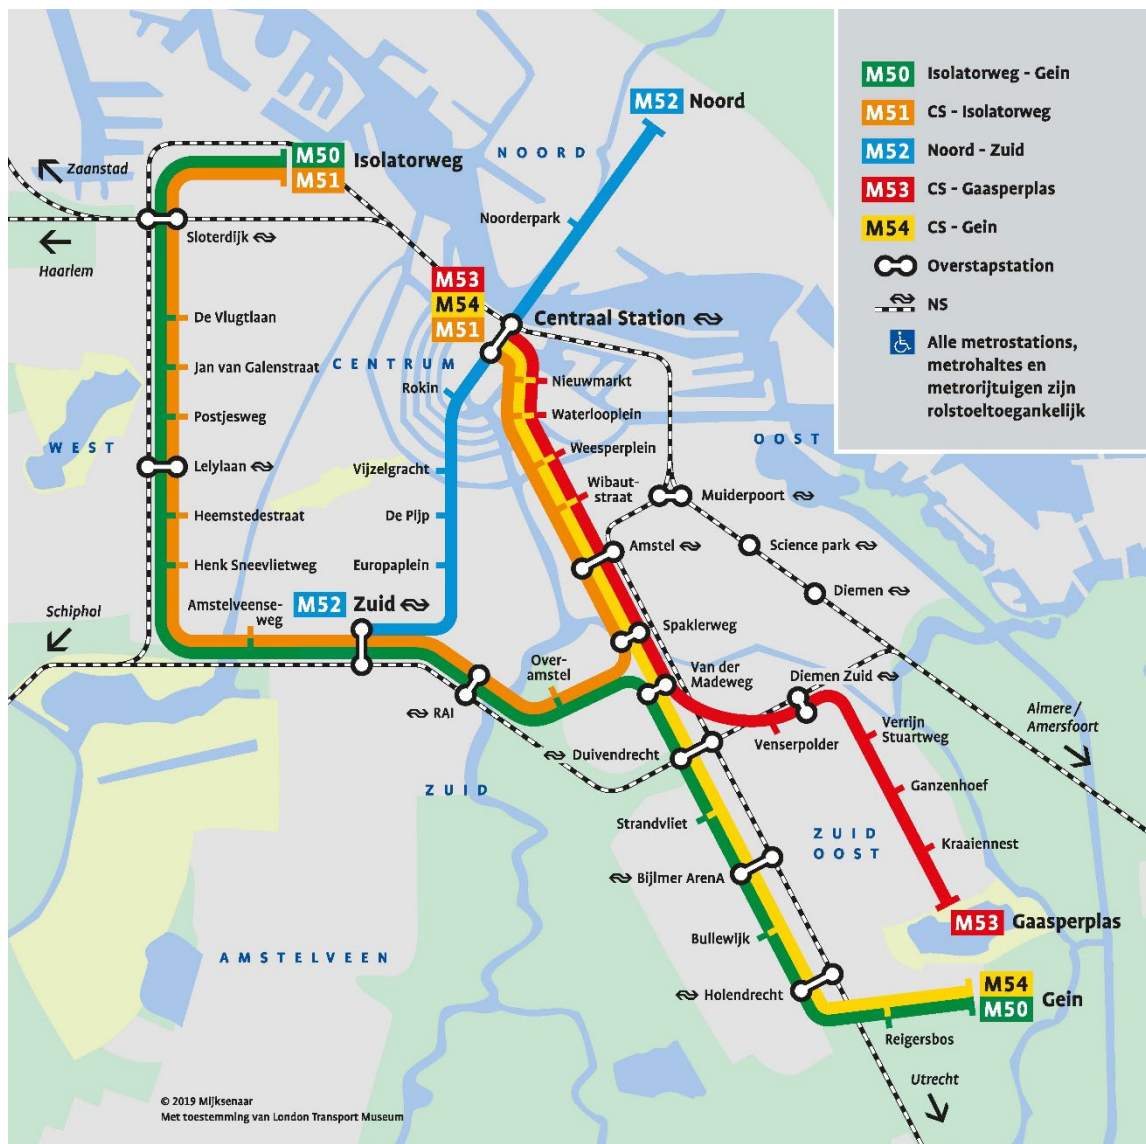 M50 Isolatorweg - Gein
M51 CS - Isolatorweg
M52 Noord - Zuid
M53 CS - Gaasperplas
M54 CS - Gein
Overstapstation
NS
Alle metrostations,
metrohaltes en
metrorijtuigen zijn
rolstoeltoegankelijk
M52 Noord
NOORD
M50
M51
Isolatorweg
Zaanstad
Noorderpark
Sloterdijk
Haarlem
M53
M54
M51
Centraal Station
De Vlugtlaan
CENTRUM
Jan van Galenstraat
Rokin
Nieuwmarkt
Postjesweg
Waterlooplein
WEST
OOST
Weesperplein
Lelylaan
Vijzelgracht
Wibaut-
straat
Muiderpoort
Heemstedestraat
De Pijp
Amstel
Science park
Henk Sneevlietweg
Europaplein
Diemen
Schiphol
Amstelveense-
weg
M52 Zuid
Spaklerweg
Over-
amstel
Van der
Madeweg
Diemen Zuid
RAI
Almere /
Amersfoort
Verrijn
Stuartweg
Venserpolder
Duivendrecht
ZUID
Ganzenhoef
Strandvliet
ZUID
OOST
Kraaiennest
Bijlmer ArenA
M53 Gaasperplas
Bullewijk
AMSTELVEEN
M54
M50
Gein
Holendrecht
Reigersbos
Utrecht
© 2019 Mijksenaar
Met toestemming van London Transport Museum